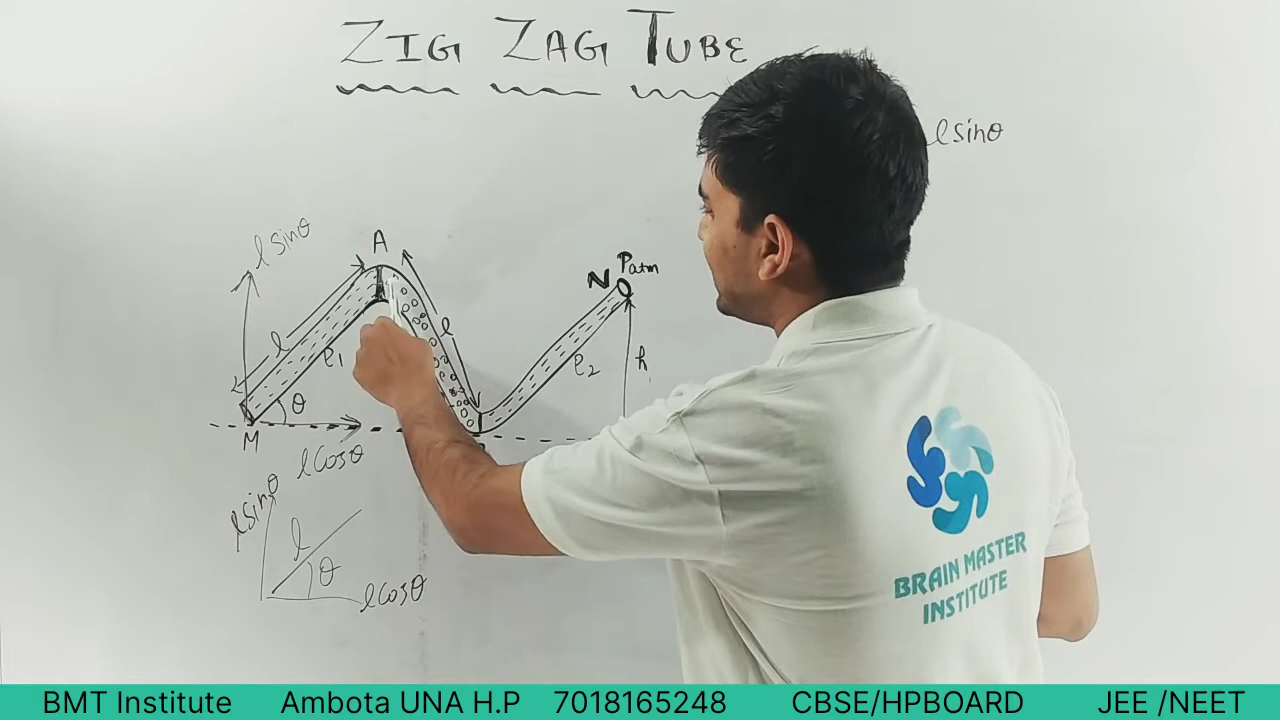 ZIG ZAG TUBE
l sinθ
l sinθ
A
N Patm
l
l
ρ1
ρ2
h
θ
M
l cosθ
l sinθ
l
θ
l cosθ
BRAIN MASTER
INSTITUTE
BMT Institute Ambota UNA H.P 7018165248 CBSE/HPBOARD JEE /NEET